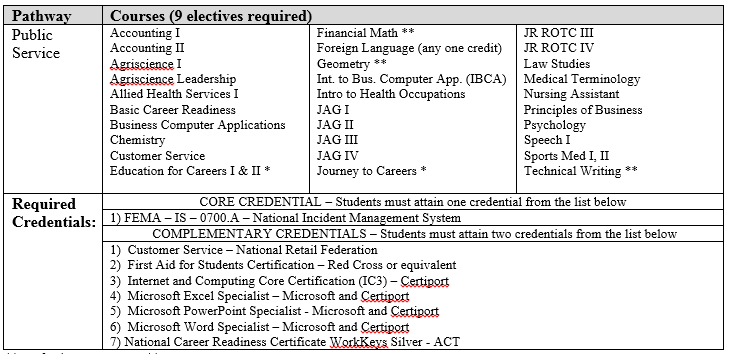 Pathway Courses (9 electives required)
Public Service
Accounting I
Accounting II
Agriscience I
Agriscience Leadership
Allied Health Services I
Basic Career Readiness
Business Computer Applications
Chemistry
Customer Service
Education for Careers I & II *
Financial Math **
Foreign Language (any one credit)
Geometry **
Int. to Bus. Computer App. (IBCA)
Intro to Health Occupations
JAG I
JAG II
JAG III
JAG IV
Journey to Careers *
JR ROTC III
JR ROTC IV
Law Studies
Medical Terminology
Nursing Assistant
Principles of Business
Psychology
Speech I
Sports Med I, II
Technical Writing **
Required
Credentials:
CORE CREDENTIAL – Students must attain one credential from the list below
1) FEMA – IS – 0700.A – National Incident Management System
COMPLEMENTARY CREDENTIALS – Students must attain two credentials from the list below
1) Customer Service – National Retail Federation
2) First Aid for Students Certification – Red Cross or equivalent
3) Internet and Computing Core Certification (IC3) – Certiport
4) Microsoft Excel Specialist – Microsoft and Certiport
5) Microsoft PowerPoint Specialist - Microsoft and Certiport
6) Microsoft Word Specialist – Microsoft and Certiport
7) National Career Readiness Certificate WorkKeys Silver - ACT